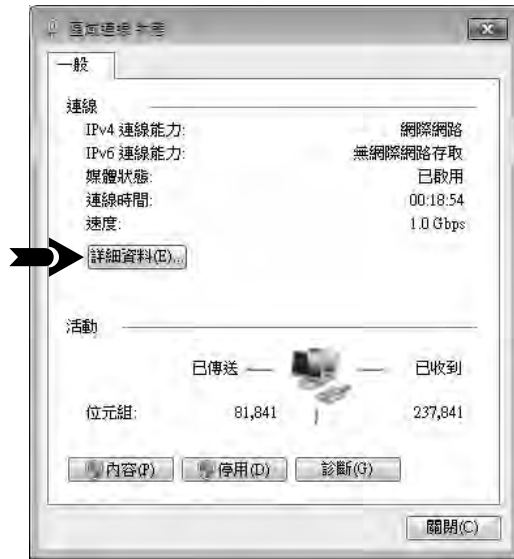 區域連線 狀態
一般
連線
IPv4 連線能力: 網際網路
IPv6 連線能力: 無網際網路存取
媒體狀態: 已啟用
連線時間: 00:18:54
速度: 1.0 Gbps
詳細資料(E)...
活動
已傳送 已收到
位元組: 81,841 237,841
內容(P) 停用(D) 診斷(G)
關閉(C)